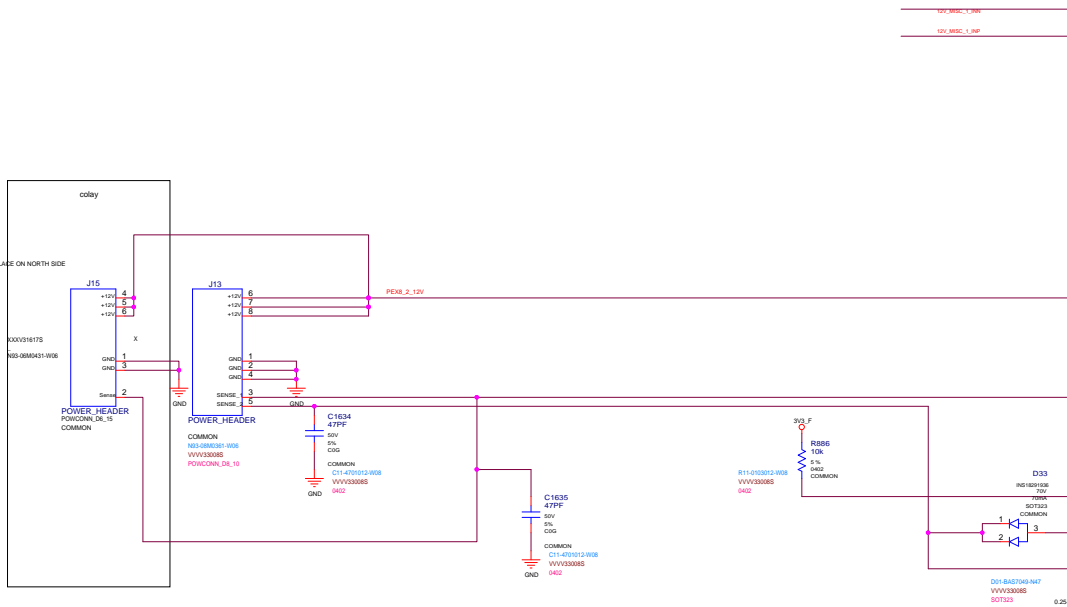 12V_MISC_1_INN
12V_MISC_1_INP
colay
LACE ON NORTH SIDE
J15
+12V 4
+12V 5
+12V 6
XXXV31617S
X
N93-06M0431-W06
GND 1
GND 3
Sense 2
GND
POWER_HEADER
POWCONN_D6_15
COMMON
J13
+12V 6
+12V 7
+12V 8
PEX8_2_12V
GND 1
GND 2
GND 4
SENSE_ 3
SENSE_ 5
GND
POWER_HEADER
COMMON
N93-08M0361-W06
VVVV33008S
POWCONN_D8_10
C1634
47PF
50V
5%
C0G
COMMON
C11-4701012-W08
VVVV33008S
0402
GND
C1635
47PF
50V
5%
C0G
COMMON
C11-4701012-W08
VVVV33008S
0402
GND
3V3_F
R886
10k
5 %
0402
COMMON
R11-0103012-W08
VVVV33008S
0402
D33
70V
70mA
SOT323
COMMON
1
2
3
D01-BAS7049-N47
VVVV33008S
SOT323
0.25